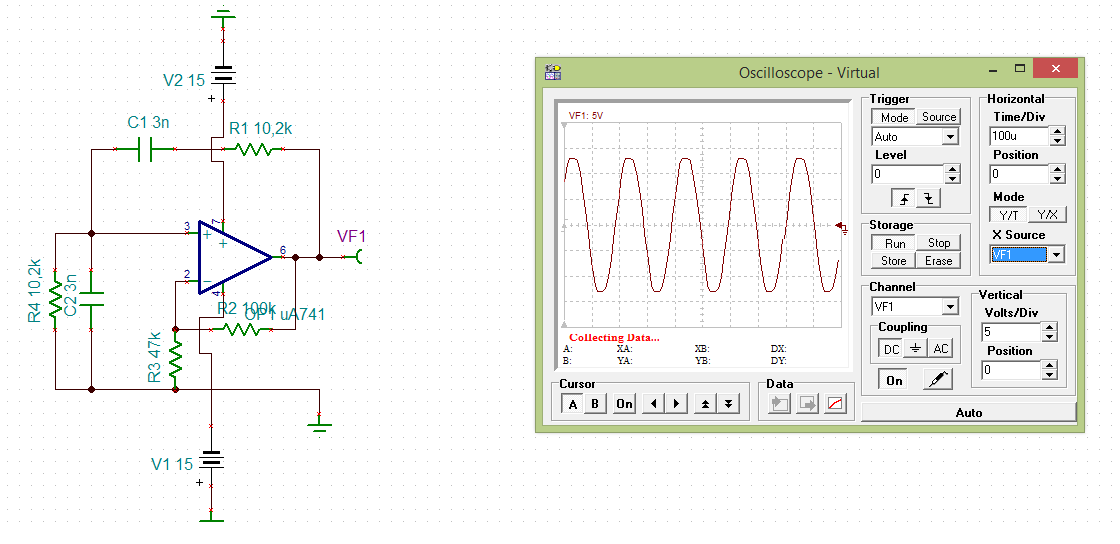 V2 15
+
C1 3n
R1 10,2k
3
7
+
+
6
VF1
2
-
4
R2 100k
OP1 uA741
R4 10,2k
C2 3n
R3 47k
V1 15
+
Oscilloscope - Virtual
VF1: 5V
Collecting Data...
A: XA: XB: DX:
B: YA: YB: DY:
Cursor
A B On
Data
Trigger
Mode Source
Auto
Level
0
Storage
Run Stop
Store Erase
Horizontal
Time/Div
100u
Position
0
Mode
Y/T Y/X
X Source
VF1
Channel
VF1
Coupling
DC AC
On
Vertical
Volts/Div
5
Position
0
Auto